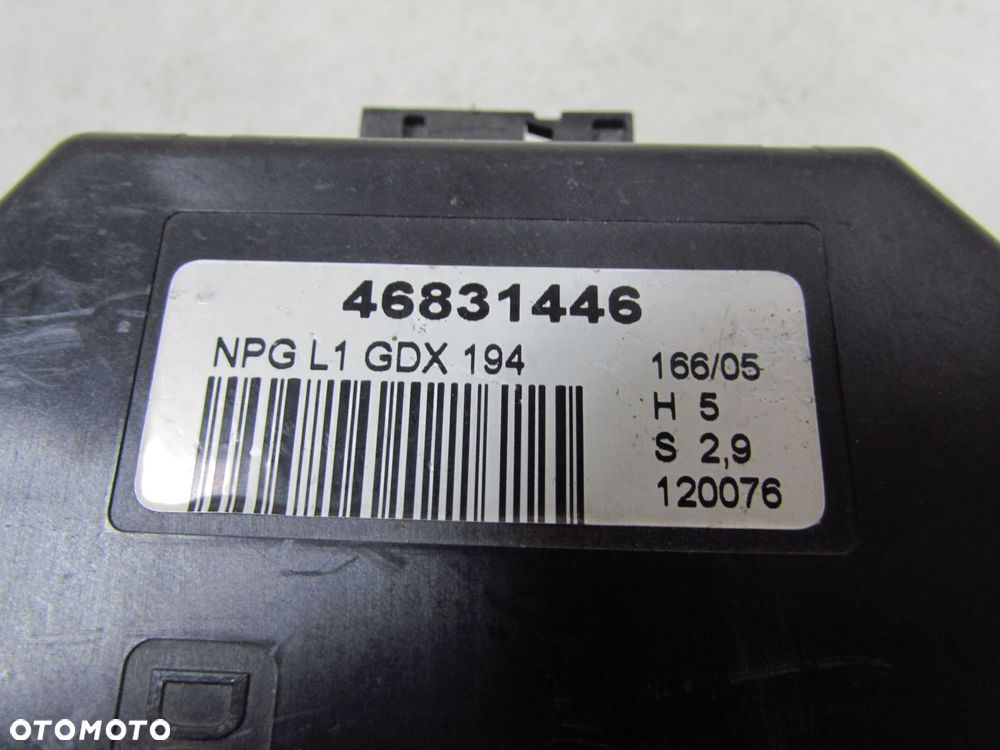 46831446
NPG L1 GDX 194
166/05
H 5
S 2,9
120076
OTOMOTO